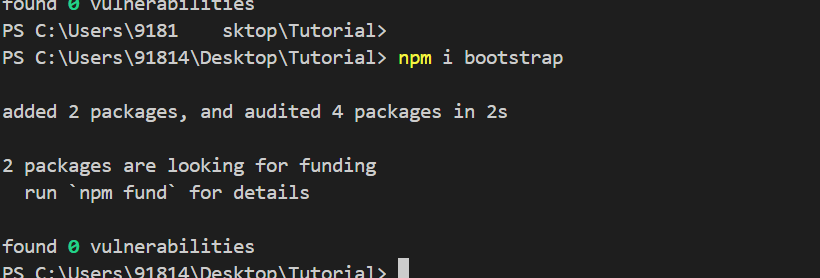 found 0 vulnerabilities
PS C:\Users\9181    sktop\Tutorial>
PS C:\Users\91814\Desktop\Tutorial> npm i bootstrap
added 2 packages, and audited 4 packages in 2s
2 packages are looking for funding
run `npm fund` for details
found 0 vulnerabilities
PS C:\Users\91814\Desktop\Tutorial>